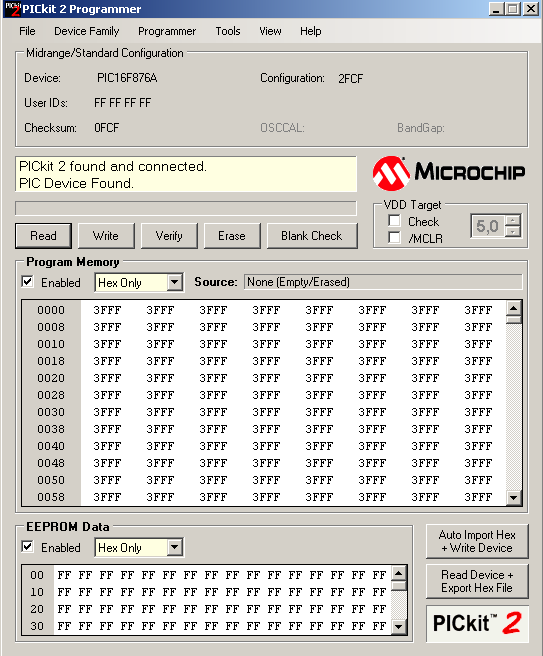 PICkit 2 Programmer
File Device Family Programmer Tools View Help
Midrange/Standard Configuration
Device: PIC16F876A Configuration: 2FCF
User IDs: FF FF FF FF
Checksum: 0FCF OSCCAL: BandGap:
PICkit 2 found and connected.
PIC Device Found.
MICROCHIP
VDD Target
Check
/MCLR
5,0
Read Write Verify Erase Blank Check
Program Memory
Enabled Hex Only Source: None (Empty/Erased)
0000 3FFF 3FFF 3FFF 3FFF 3FFF 3FFF 3FFF 3FFF
0008 3FFF 3FFF 3FFF 3FFF 3FFF 3FFF 3FFF 3FFF
0010 3FFF 3FFF 3FFF 3FFF 3FFF 3FFF 3FFF 3FFF
0018 3FFF 3FFF 3FFF 3FFF 3FFF 3FFF 3FFF 3FFF
0020 3FFF 3FFF 3FFF 3FFF 3FFF 3FFF 3FFF 3FFF
0028 3FFF 3FFF 3FFF 3FFF 3FFF 3FFF 3FFF 3FFF
0030 3FFF 3FFF 3FFF 3FFF 3FFF 3FFF 3FFF 3FFF
0038 3FFF 3FFF 3FFF 3FFF 3FFF 3FFF 3FFF 3FFF
0040 3FFF 3FFF 3FFF 3FFF 3FFF 3FFF 3FFF 3FFF
0048 3FFF 3FFF 3FFF 3FFF 3FFF 3FFF 3FFF 3FFF
0050 3FFF 3FFF 3FFF 3FFF 3FFF 3FFF 3FFF 3FFF
0058 3FFF 3FFF 3FFF 3FFF 3FFF 3FFF 3FFF 3FFF
EEPROM Data
Enabled Hex Only
00 FF FF FF FF FF FF FF FF FF FF FF FF FF FF FF FF
10 FF FF FF FF FF FF FF FF FF FF FF FF FF FF FF FF
20 FF FF FF FF FF FF FF FF FF FF FF FF FF FF FF FF
30 FF FF FF FF FF FF FF FF FF FF FF FF FF FF FF FF
Auto Import Hex
+ Write Device
Read Device +
Export Hex File
PICkit™ 2